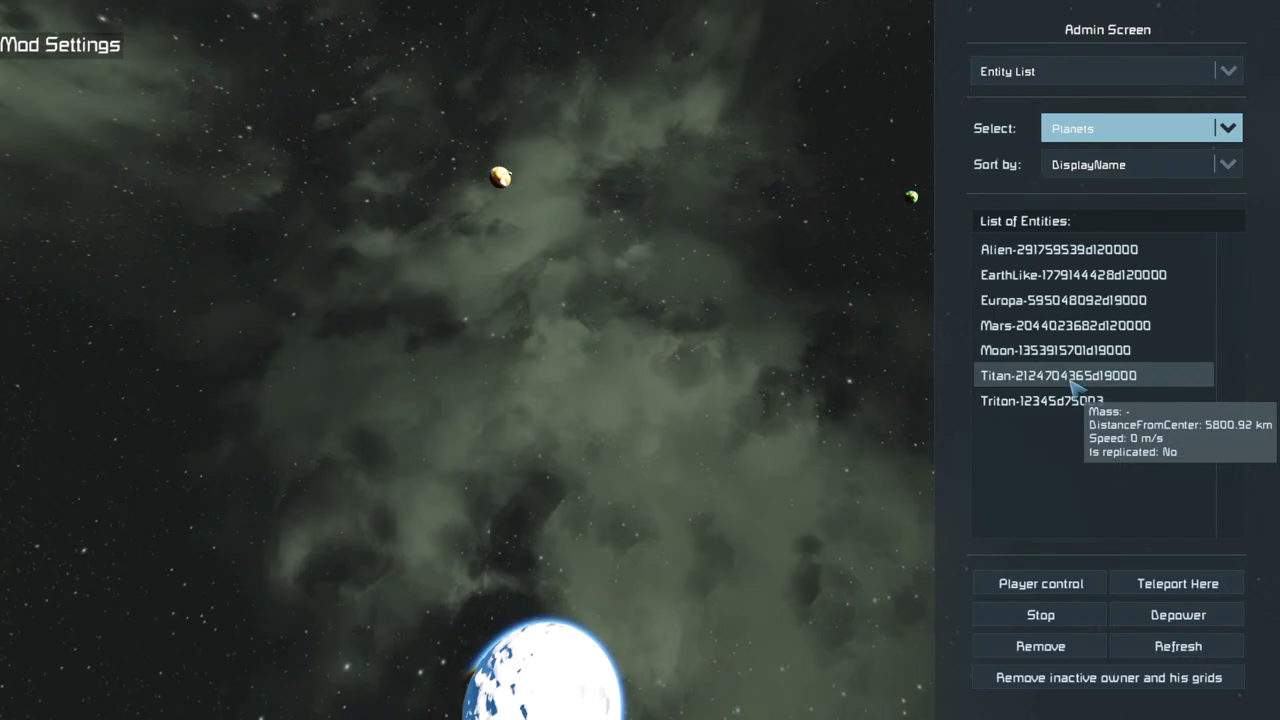 Mod Settings
Admin Screen
Entity List
Select: Planets
Sort by: DisplayName
List of Entities:
Alien-291759539d120000
EarthLike-1779144428d120000
Europa-595048092d19000
Mars-2044023682d120000
Moon-1353915701d19000
Titan-2124704365d19000
Triton-12345d75003
Mass: -
DistanceFromCenter: 5800.92 km
Speed: 0 m/s
Is replicated: No
Player control
Teleport Here
Stop
Depower
Remove
Refresh
Remove inactive owner and his grids